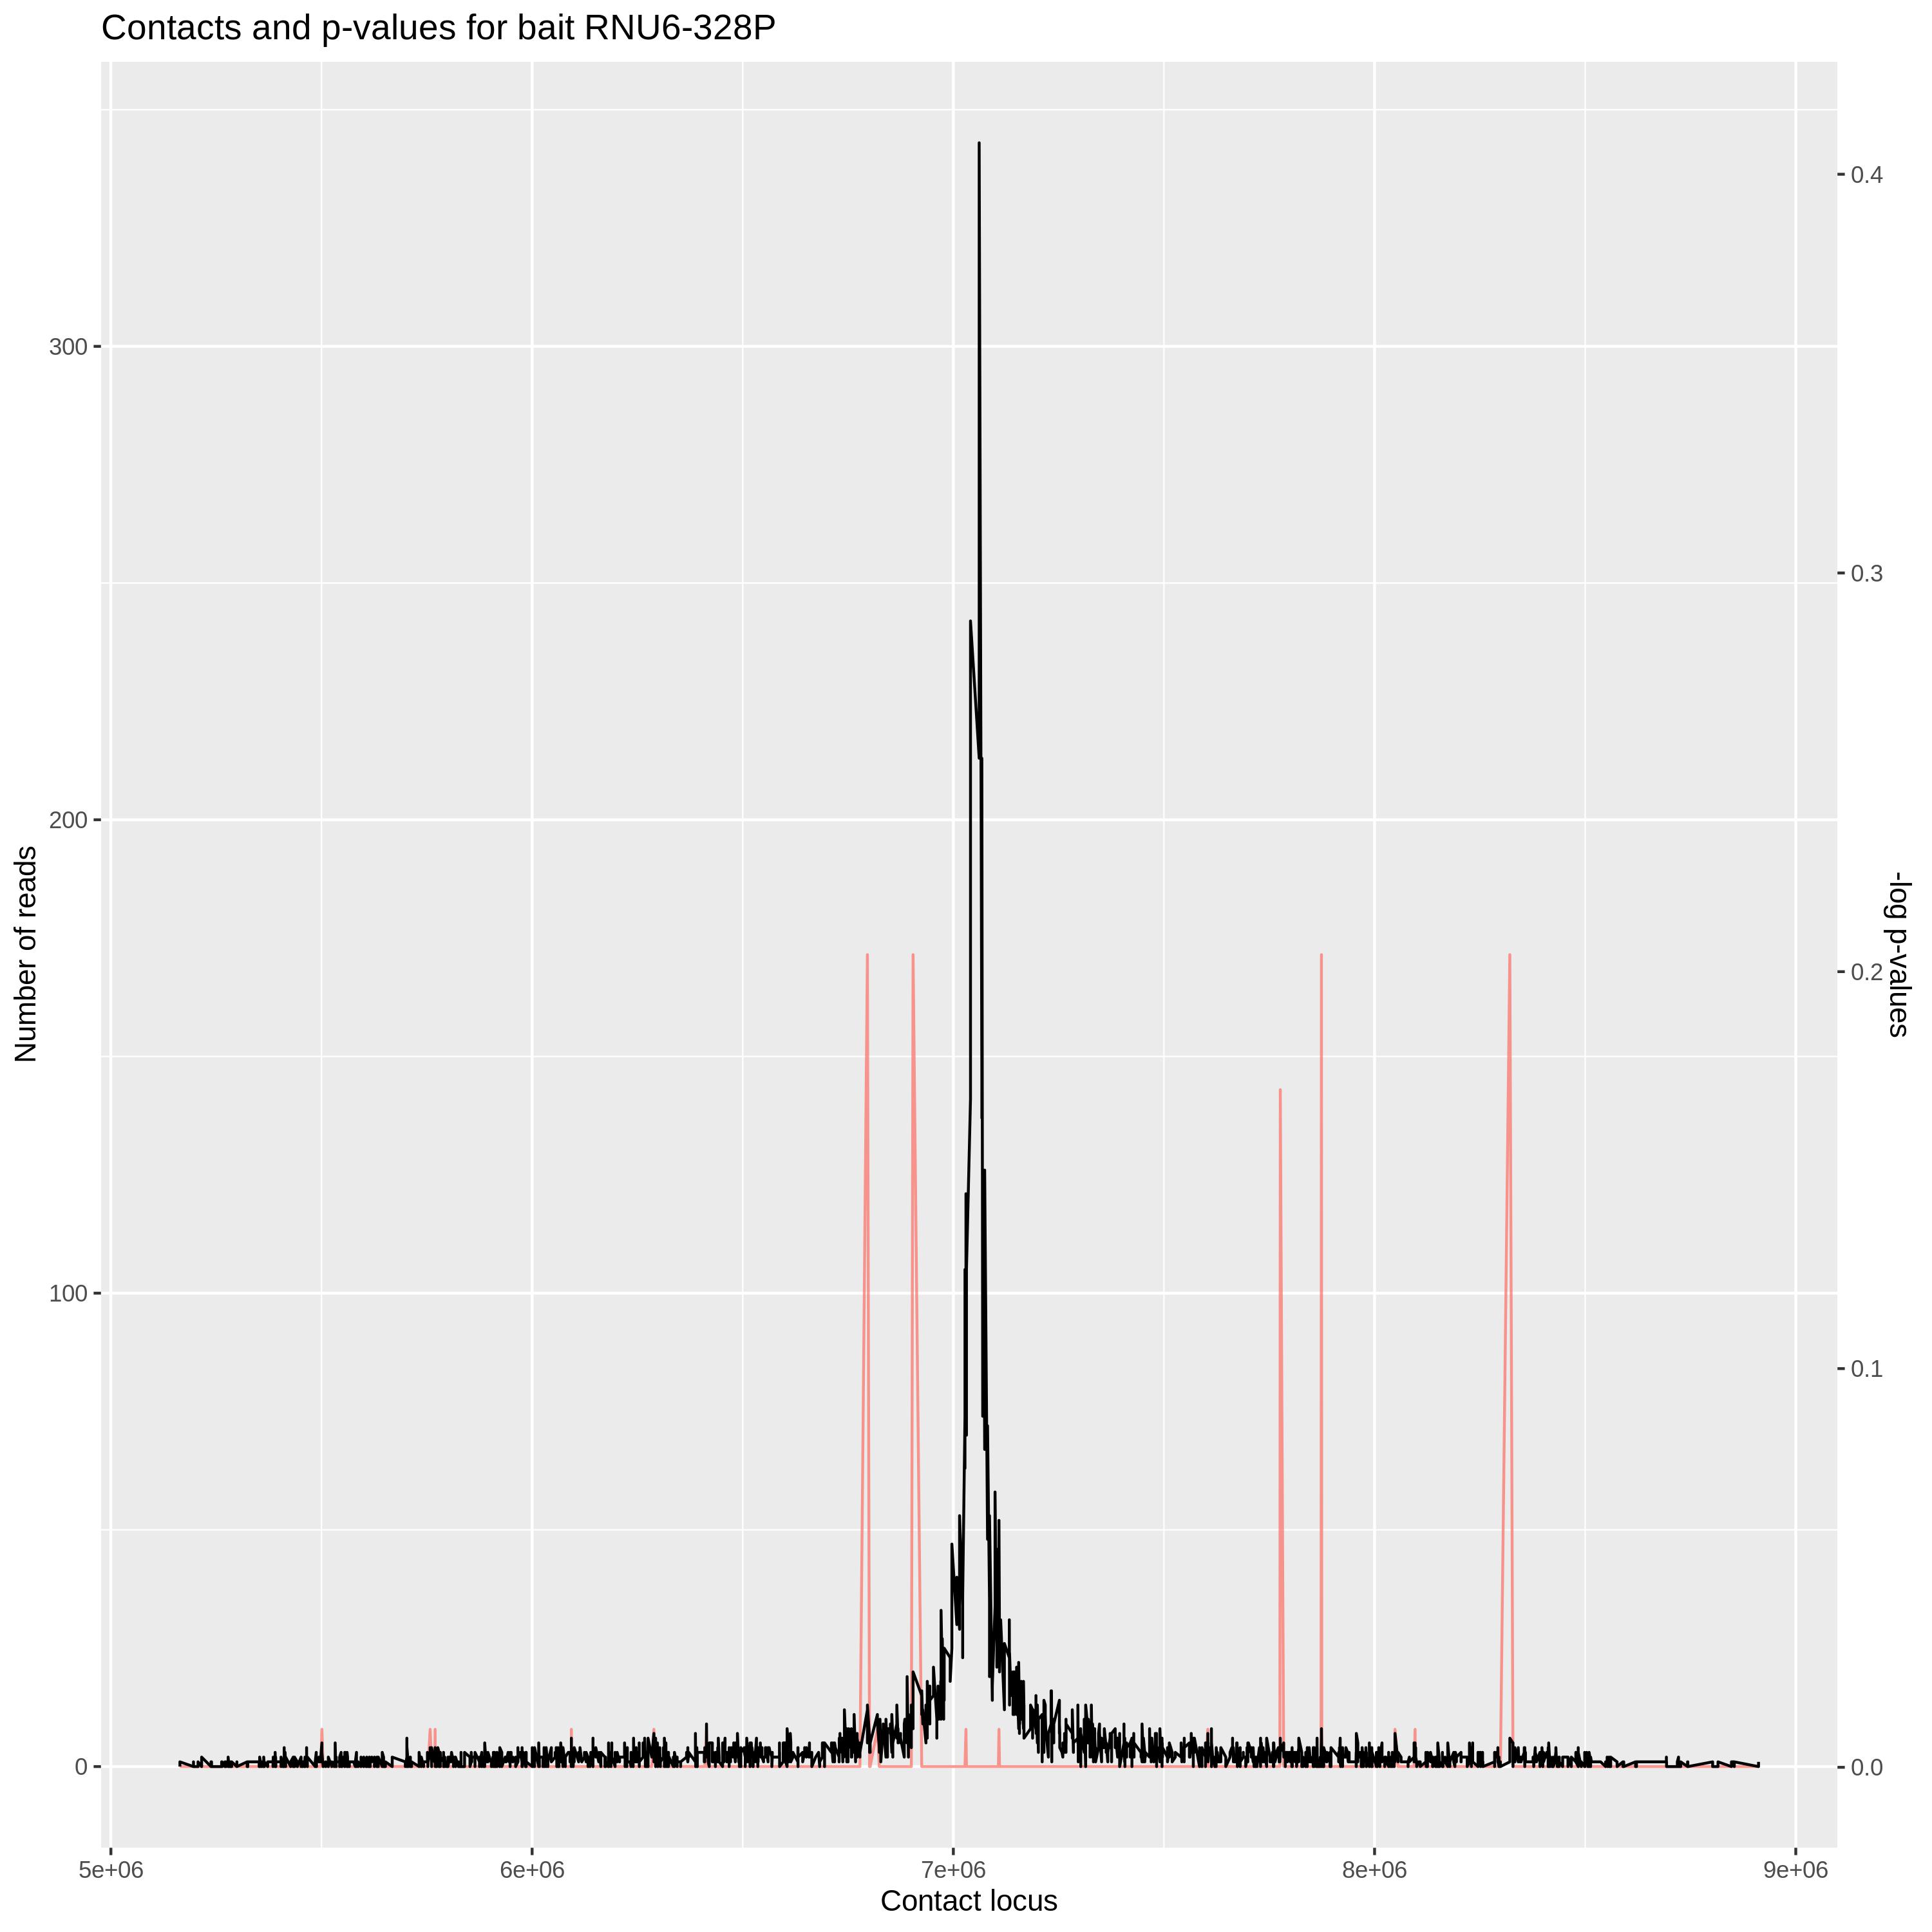 Contacts and p-values for bait RNU6-328P
300
200
100
0
Number of reads
0.4
0.3
0.2
0.1
0.0
-log p-values
5e+06
6e+06
7e+06
8e+06
9e+06
Contact locus